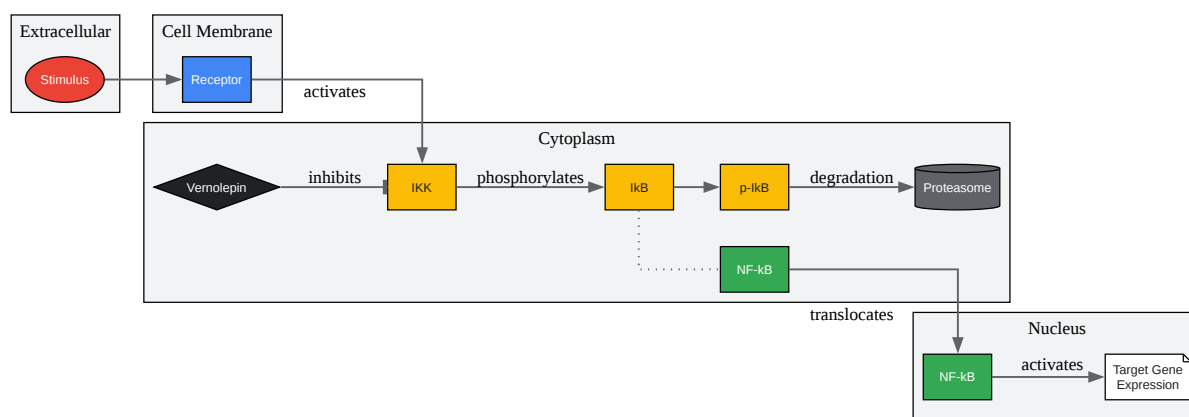 Extracellular
Cell Membrane
Stimulus
Receptor
activates
Cytoplasm
Vernolepin
inhibits
IKK
phosphorylates
IkB
p-IkB
degradation
Proteasome
NF-kB
translocates
Nucleus
NF-kB
activates
Target Gene
Expression